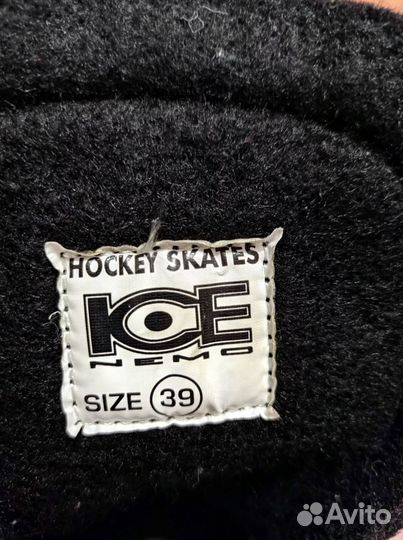 HOCKEY SKATES
ICE
NEMO
SIZE 39
Avito